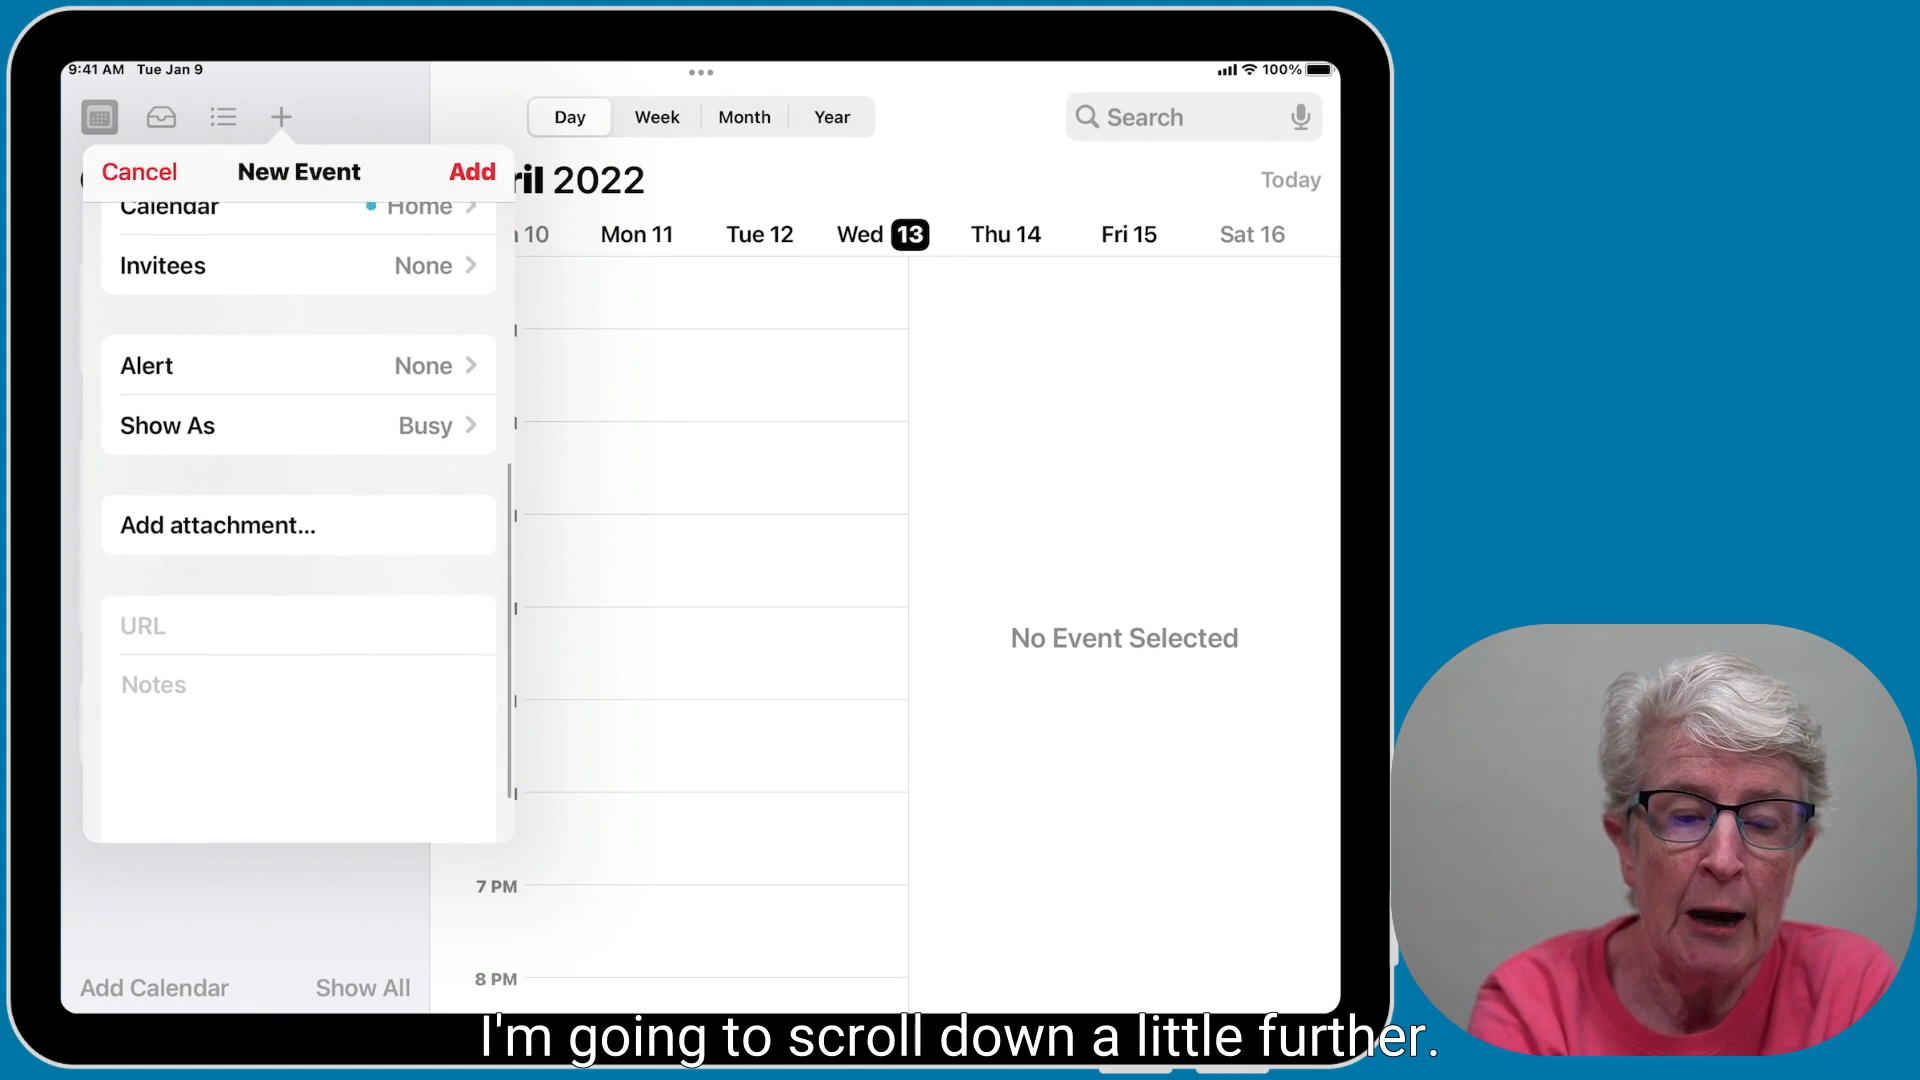 9:41 AM Tue Jan 9
100%
Day Week Month Year
Search
Cancel New Event Add
ril 2022
Today
Calendar Home
10 Mon 11 Tue 12 Wed 13 Thu 14 Fri 15 Sat 16
Invitees None
Alert None
Show As Busy
Add attachment...
URL
No Event Selected
Notes
7 PM
8 PM
Add Calendar Show All
I'm going to scroll down a little further.